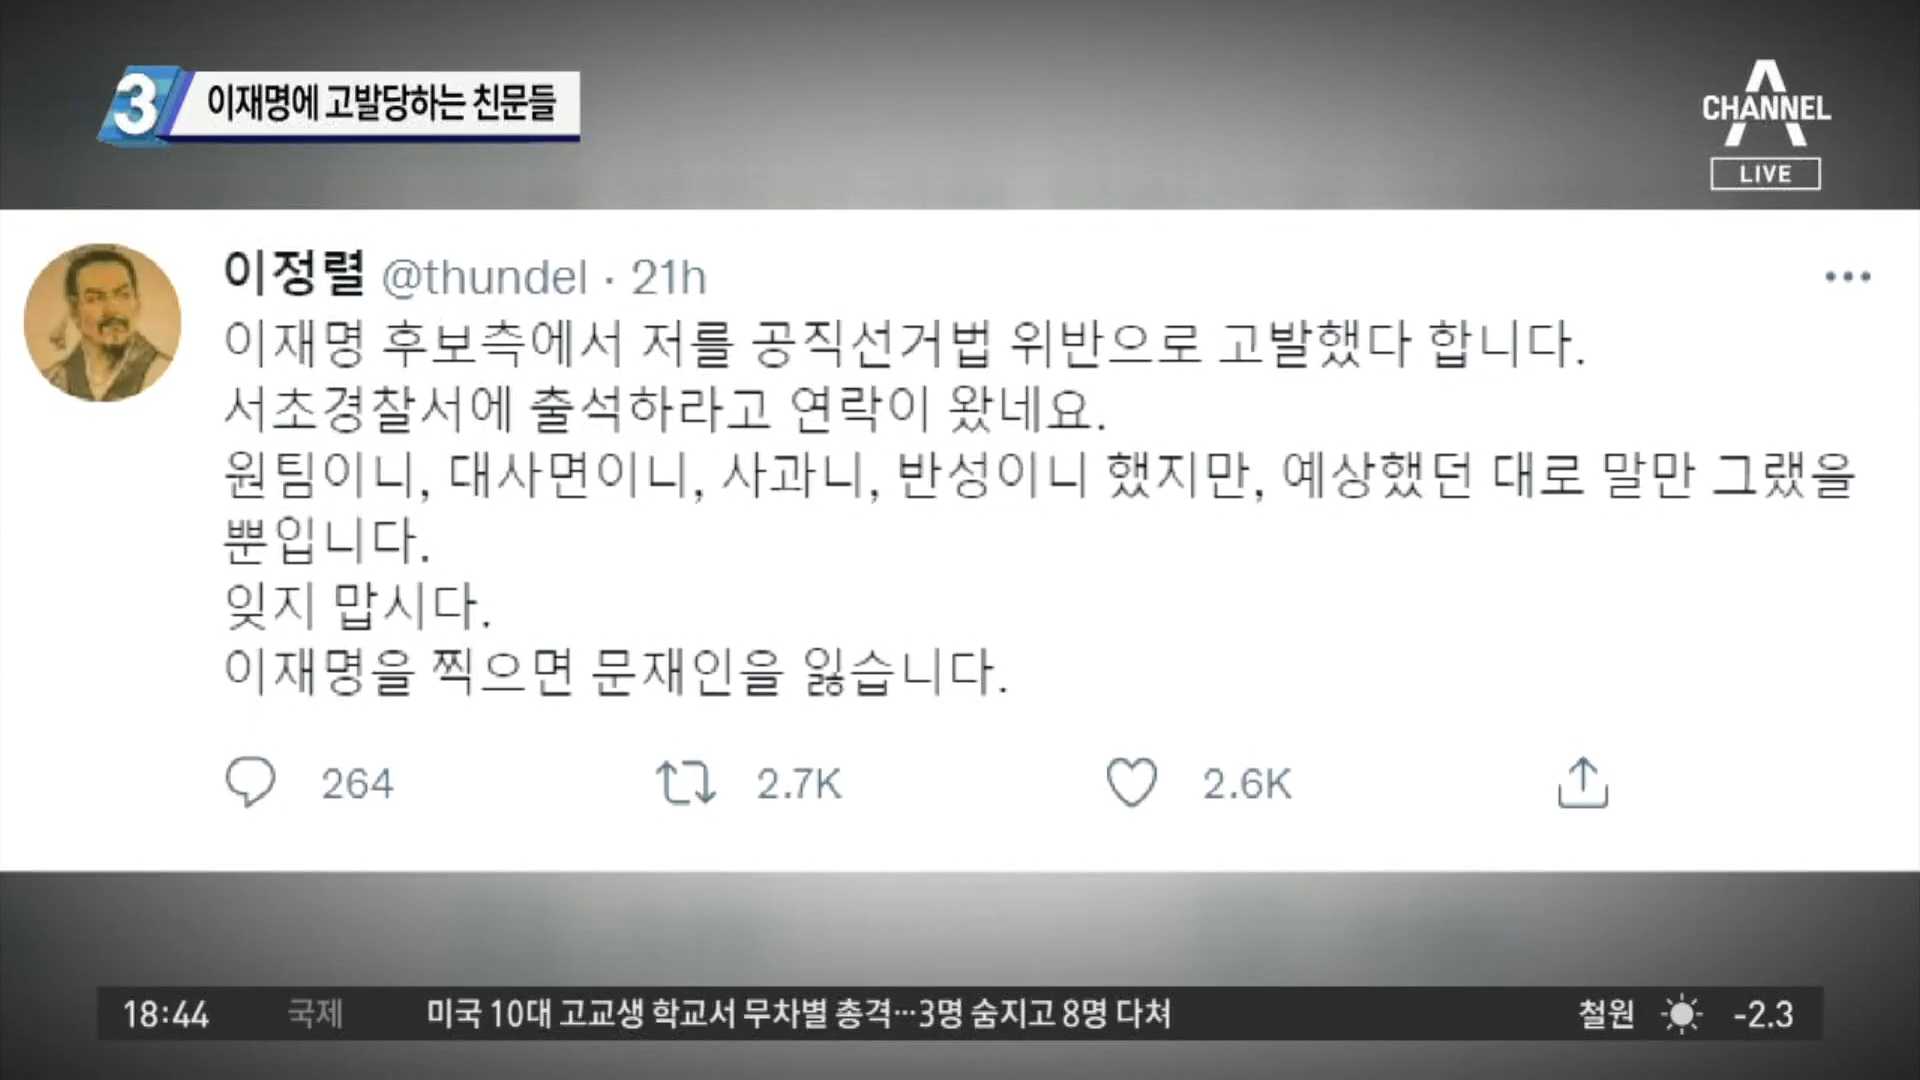 3 이재명에 고발당하는 친문들
CHANNEL A
LIVE
이정렬 @thundel · 21h
이재명 후보측에서 저를 공직선거법 위반으로 고발했다 합니다.
서초경찰서에 출석하라고 연락이 왔네요.
원팀이니, 대사면이니, 사과니, 반성이니 했지만, 예상했던 대로 말만 그랬을
뿐입니다.
잊지 맙시다.
이재명을 찍으면 문재인을 잃습니다.
264 2.7K 2.6K
18:44 국제 미국 10대 고교생 학교서 무차별 총격…3명 숨지고 8명 다쳐 철원 -2.3